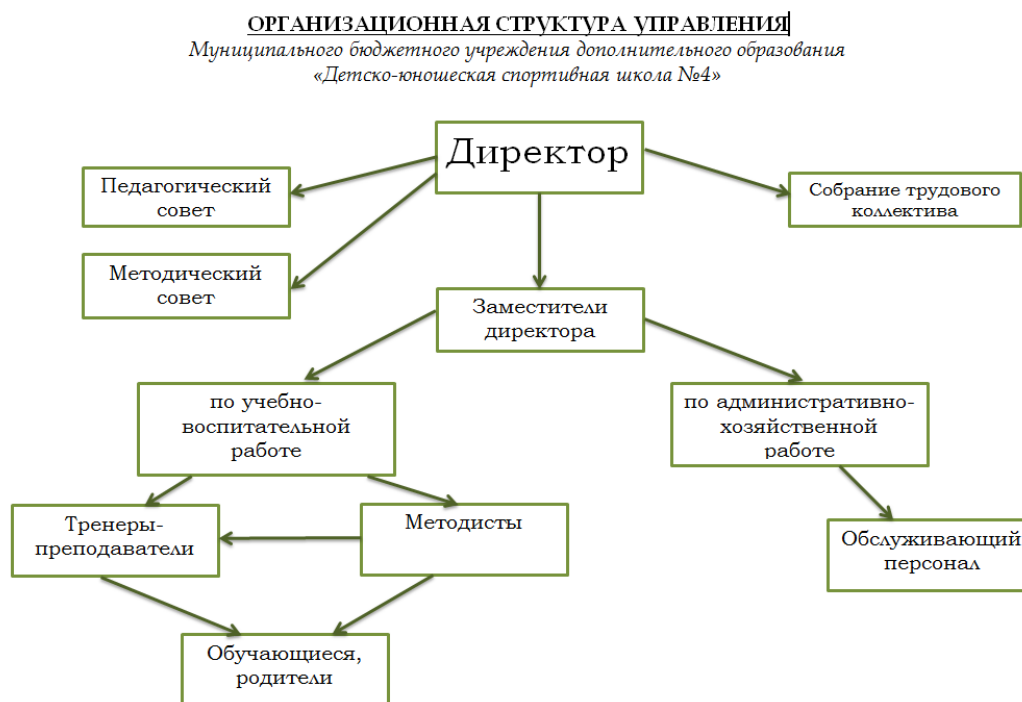 ОРГАНИЗАЦИОННАЯ СТРУКТУРА УПРАВЛЕНИЯ
Муниципального бюджетного учреждения дополнительного образования
«Детско-юношеская спортивная школа №4»
Директор
Педагогический
совет
Собрание трудового
коллектива
Методический
совет
Заместители
директора
по учебно-
воспитательной
работе
по административно-
хозяйственной
работе
Тренеры-
преподаватели
Методисты
Обслуживающий
персонал
Обучающиеся,
родители